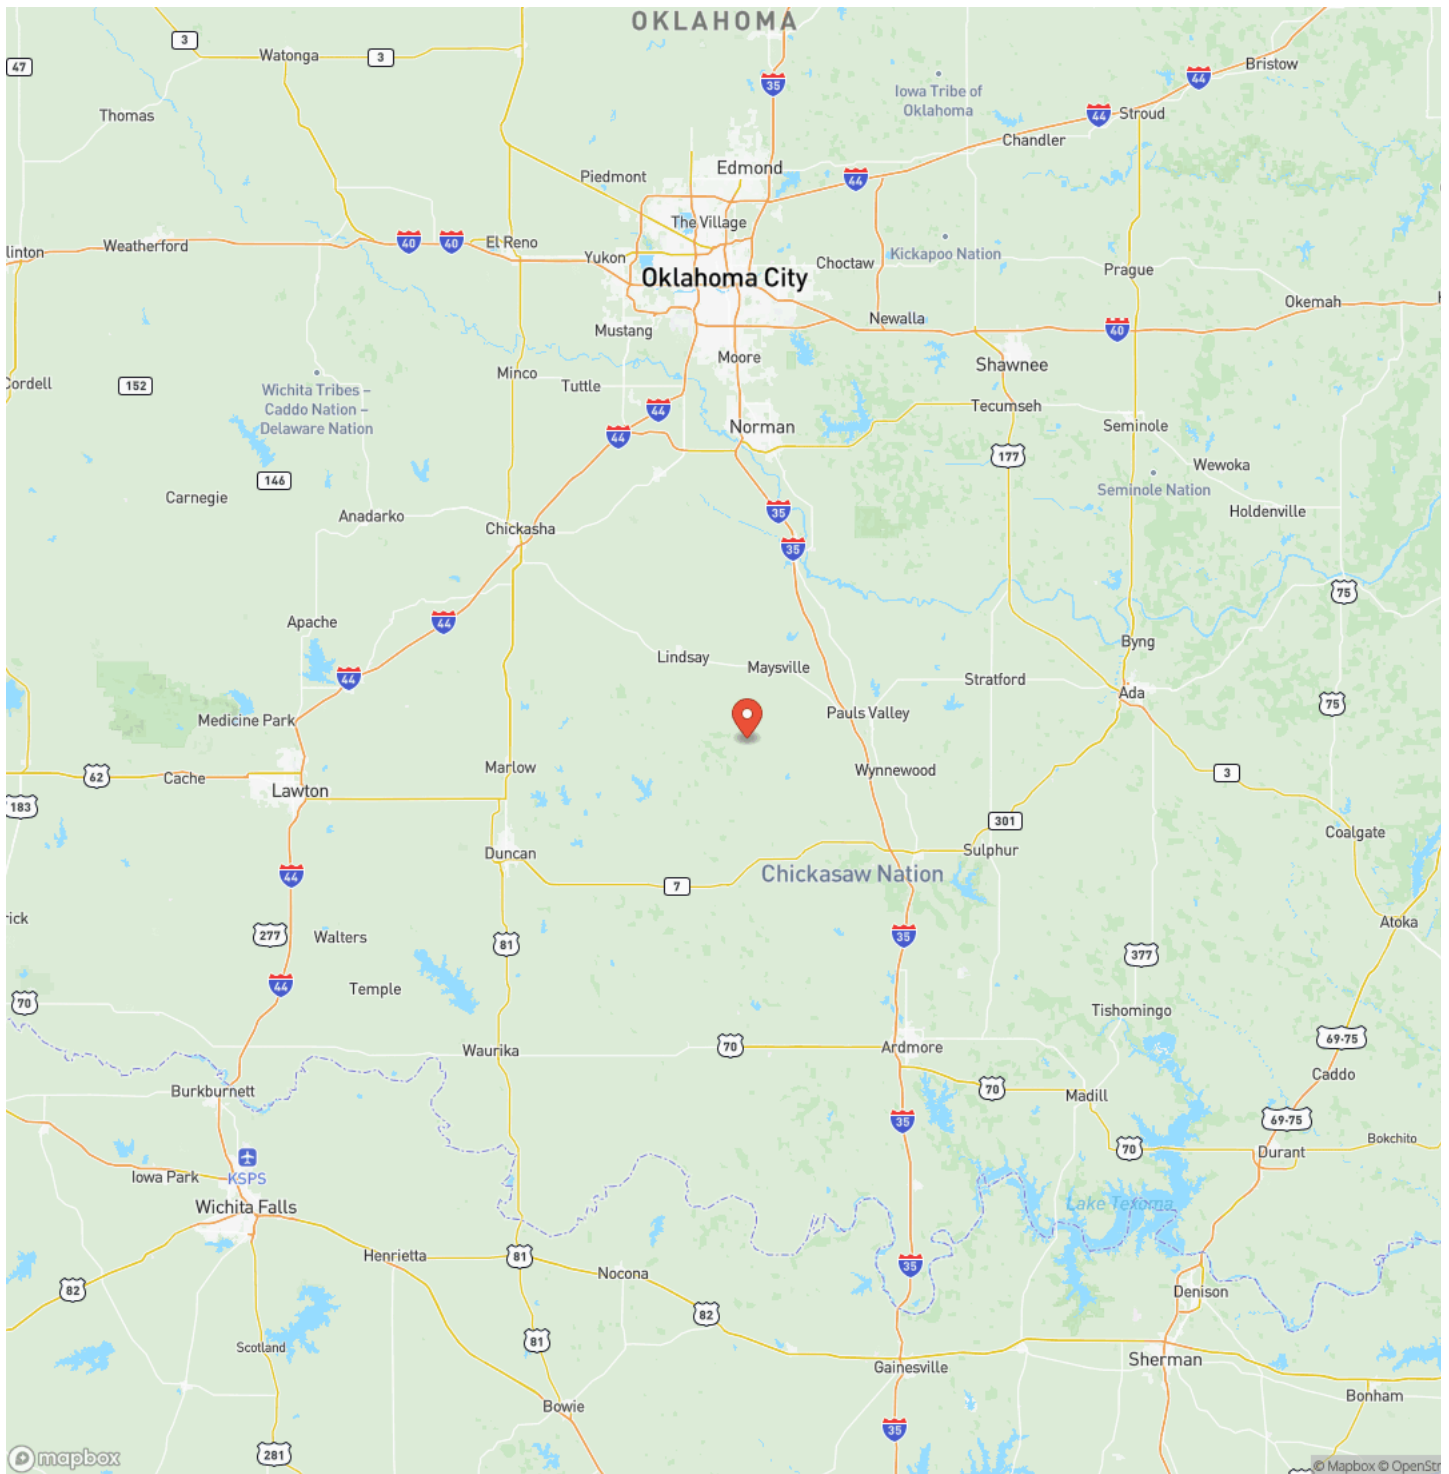 OKLAHOMA
3
Watonga
3
47
Thomas
35
Iowa Tribe of
Oklahoma
44
Bristow
44
Stroud
Chandler
Edmond
Piedmont
44
The Village
linton
Weatherford
40
40
El Reno
Yukon
Oklahoma City
Choctaw
Kickapoo Nation
Prague
Okemah
Newalla
40
Mustang
Moore
Shawnee
Minco
Tuttle
Cordell
152
Wichita Tribes –
Caddo Nation –
Delaware Nation
44
44
Norman
Tecumseh
Seminole
177
Wewoka
Seminole Nation
Holdenville
146
Carnegie
Anadarko
Chickasha
35
35
75
Apache
44
Byng
Lindsay
Maysville
Stratford
Ada
44
75
Medicine Park
Pauls Valley
62
Cache
Lawton
Marlow
Wynnewood
3
183
301
Coalgate
Duncan
Sulphur
7
Chickasaw Nation
44
rick
277
Walters
81
35
Atoka
377
44
Temple
70
Tishomingo
69-75
Waurika
70
Ardmore
Caddo
Burkburnett
70
Madill
35
69-75
70
Bokchito
Durant
KSPS
Iowa Park
Wichita Falls
Lake Texoma
Henrietta
81
Nocona
35
82
Denison
82
81
Scotland
Gainesville
Sherman
Bowie
Bonham
35
281
mapbox
© Mapbox © OpenStr